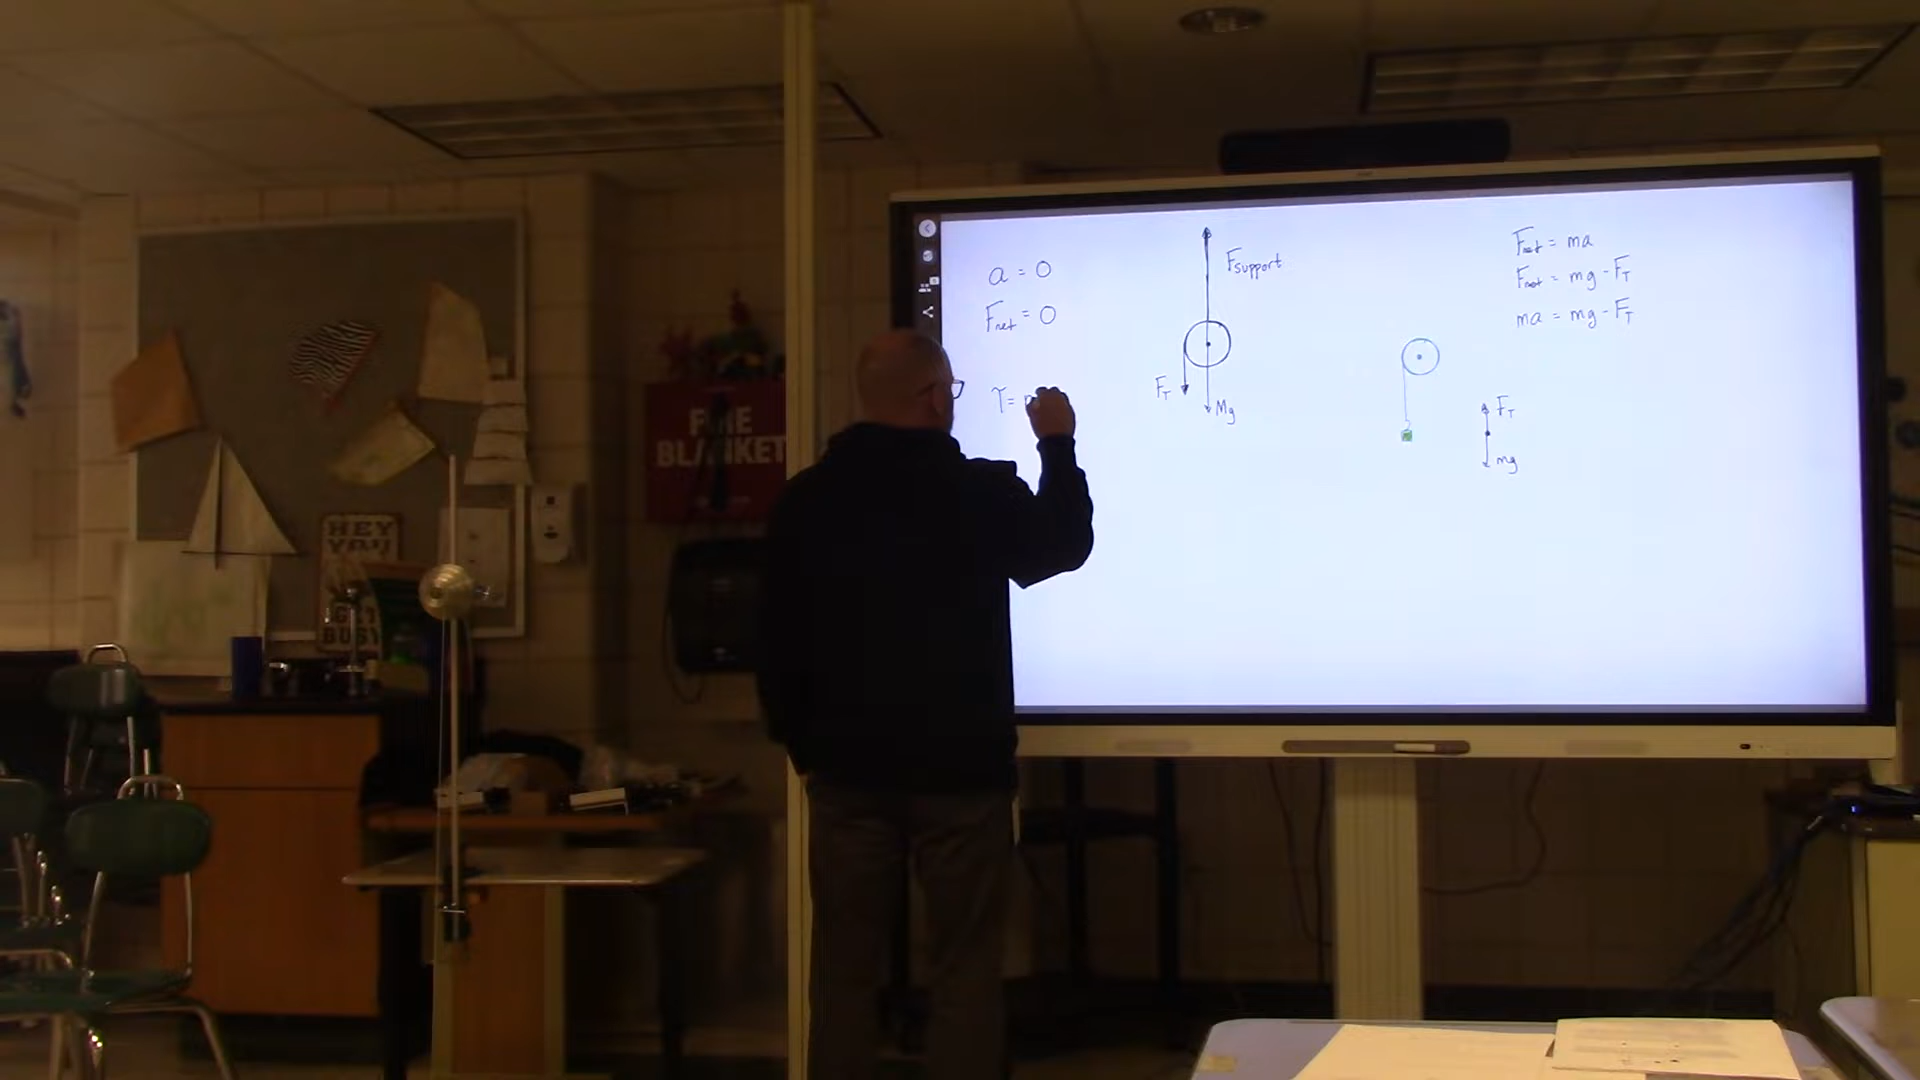 a = 0
Fnet = 0
τ =
Fsupport
FT
Mg
Fnet = ma
Fnet = mg - FT
ma = mg - FT
FT
mg
FIRE
BLANKET
HEY
YOU
GET
BUSY